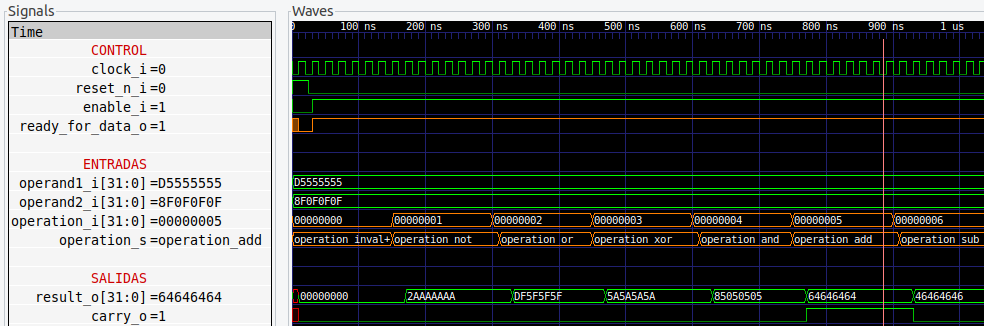 Signals Waves
Time 0 100 ns 200 ns 300 ns 400 ns 500 ns 600 ns 700 ns 800 ns 900 ns 1 us
CONTROL
clock_i=0
reset_n_i=0
enable_i=1
ready_for_data_o=1
ENTRADAS
operand1_i[31:0]=D5555555 D5555555
operand2_i[31:0]=8F0F0F0F 8F0F0F0F
operation_i[31:0]=00000005 00000000 00000001 00000002 00000003 00000004 00000005 00000006
operation_s=operation_add operation inval+ operation not operation or operation xor operation and operation add operation sub
SALIDAS
result_o[31:0]=64646464 00000000 2AAAAAAA DF5F5F5F 5A5A5A5A 85050505 64646464 46464646
carry_o=1